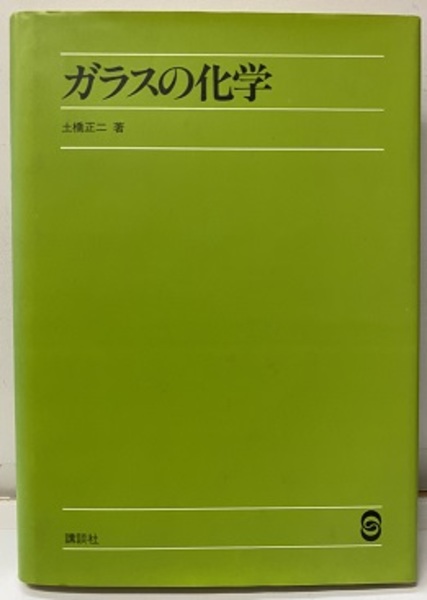 ガラスの化学
土橋正二 著
講談社